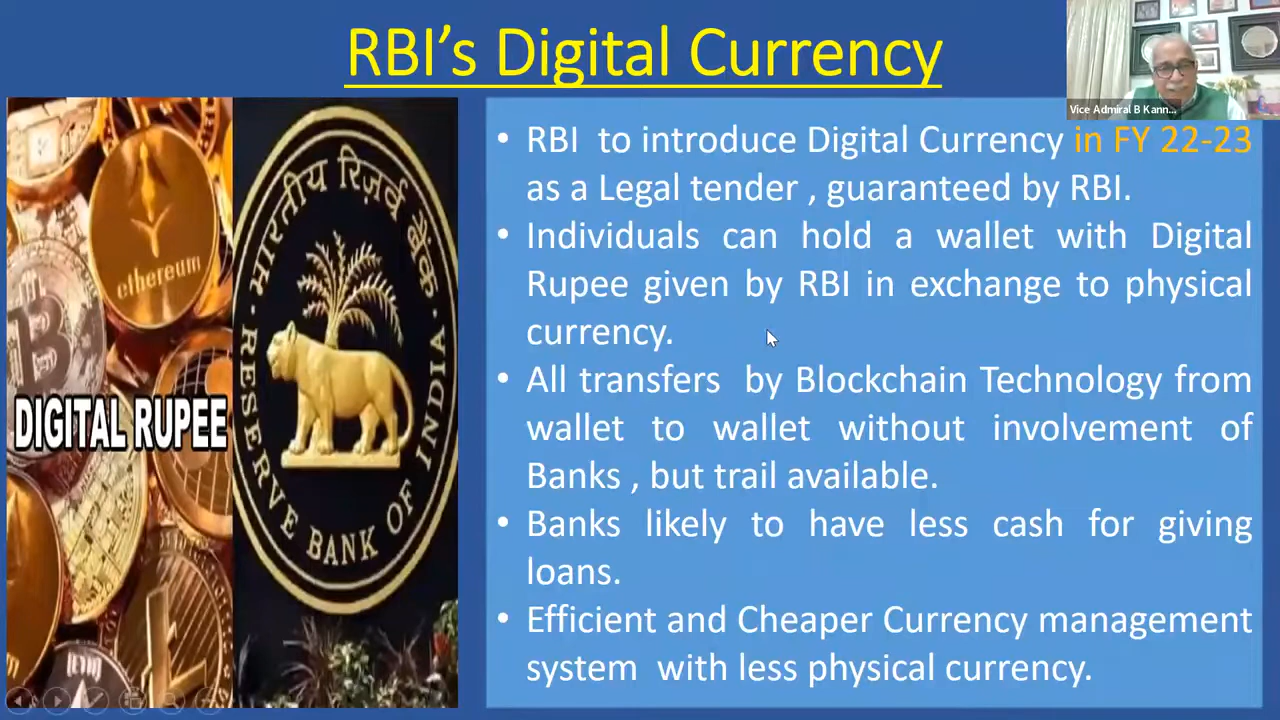 RBI's Digital Currency
Vice Admiral B Kann...
ethereum
DIGITAL RUPEE
भारतीय रिज़र्व बैंक
RESERVE BANK OF INDIA
• RBI to introduce Digital Currency in FY 22-23
as a Legal tender , guaranteed by RBI.
• Individuals can hold a wallet with Digital
Rupee given by RBI in exchange to physical
currency.
• All transfers by Blockchain Technology from
wallet to wallet without involvement of
Banks , but trail available.
• Banks likely to have less cash for giving
loans.
• Efficient and Cheaper Currency management
system with less physical currency.